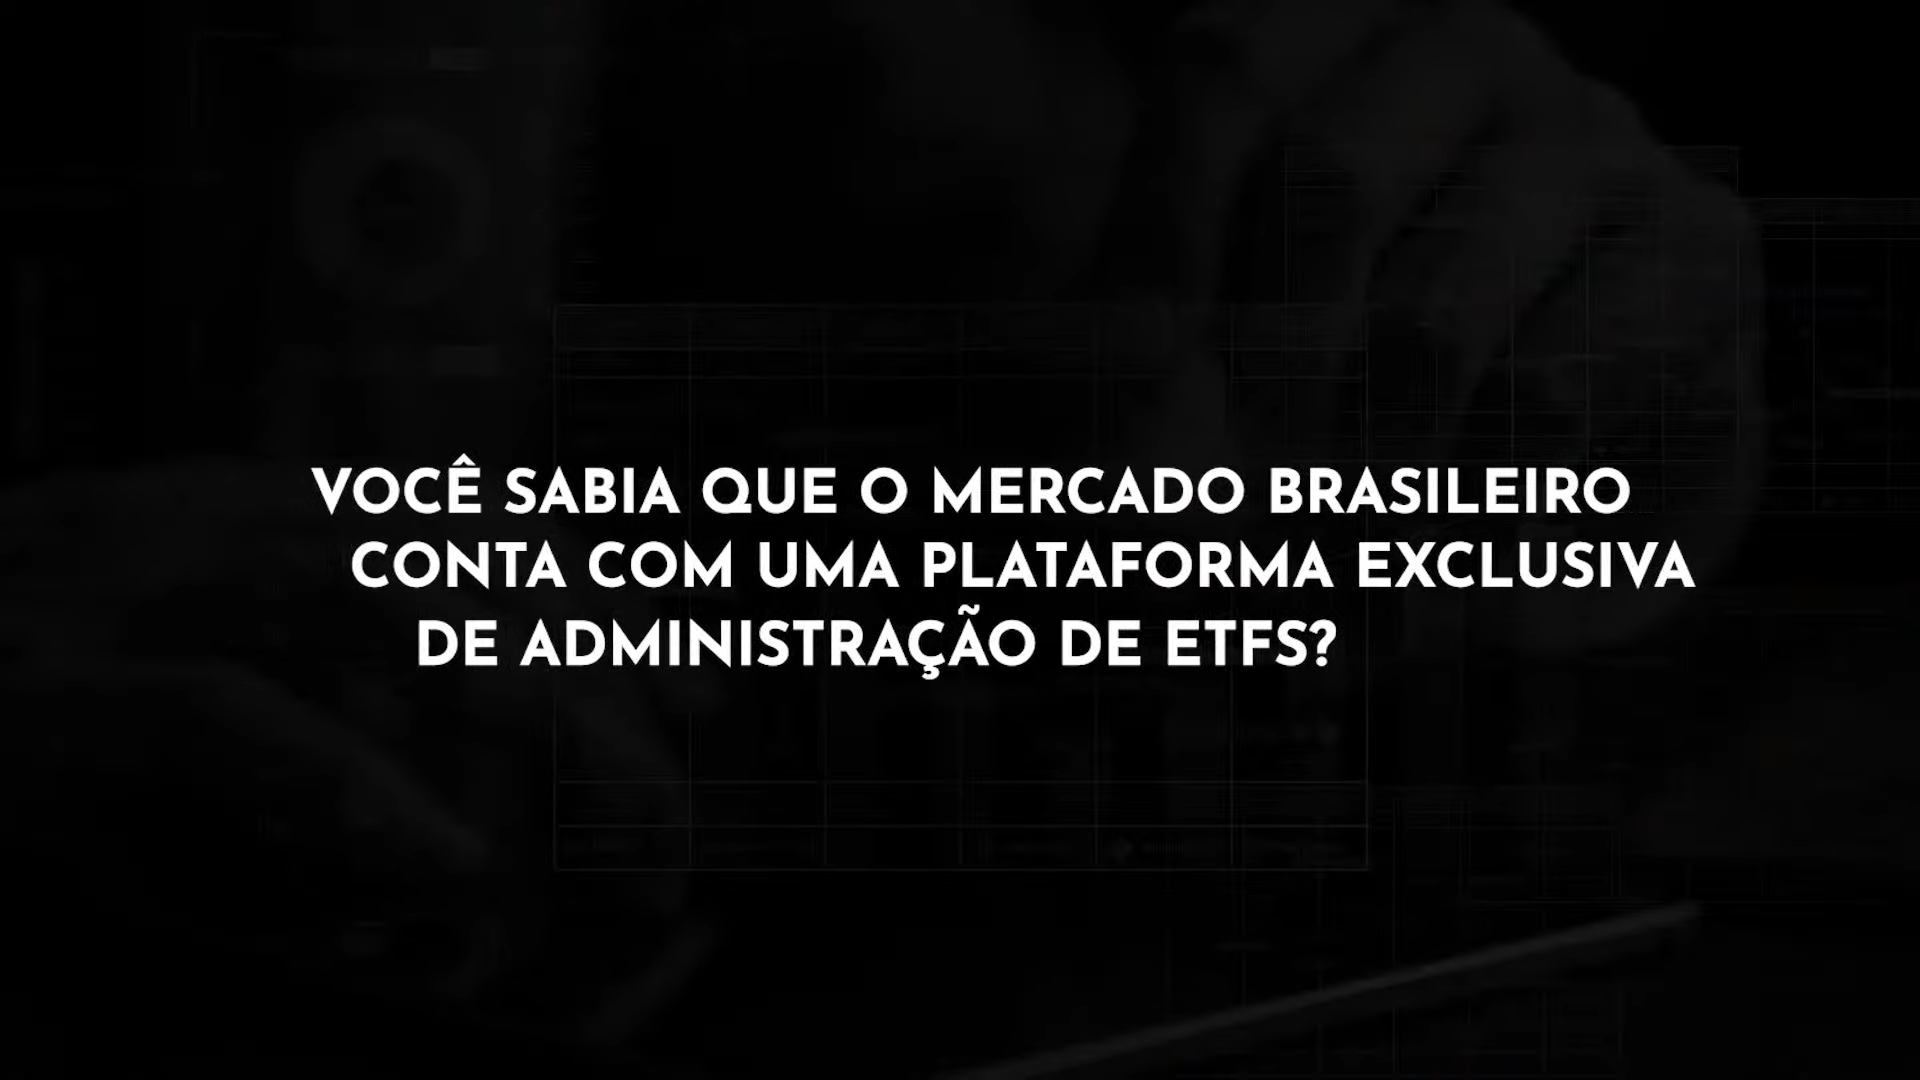 VOCÊ SABIA QUE O MERCADO BRASILEIRO
CONTA COM UMA PLATAFORMA EXCLUSIVA
DE ADMINISTRAÇÃO DE ETFS?